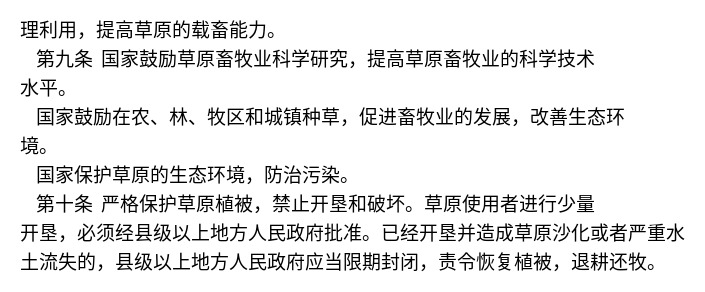 理利用，提高草原的载畜能力。
第九条 国家鼓励草原畜牧业科学研究，提高草原畜牧业的科学技术
水平。
国家鼓励在农、林、牧区和城镇种草，促进畜牧业的发展，改善生态环
境。
国家保护草原的生态环境，防治污染。
第十条 严格保护草原植被，禁止开垦和破坏。草原使用者进行少量
开垦，必须经县级以上地方人民政府批准。已经开垦并造成草原沙化或者严重水
土流失的，县级以上地方人民政府应当限期封闭，责令恢复植被，退耕还牧。